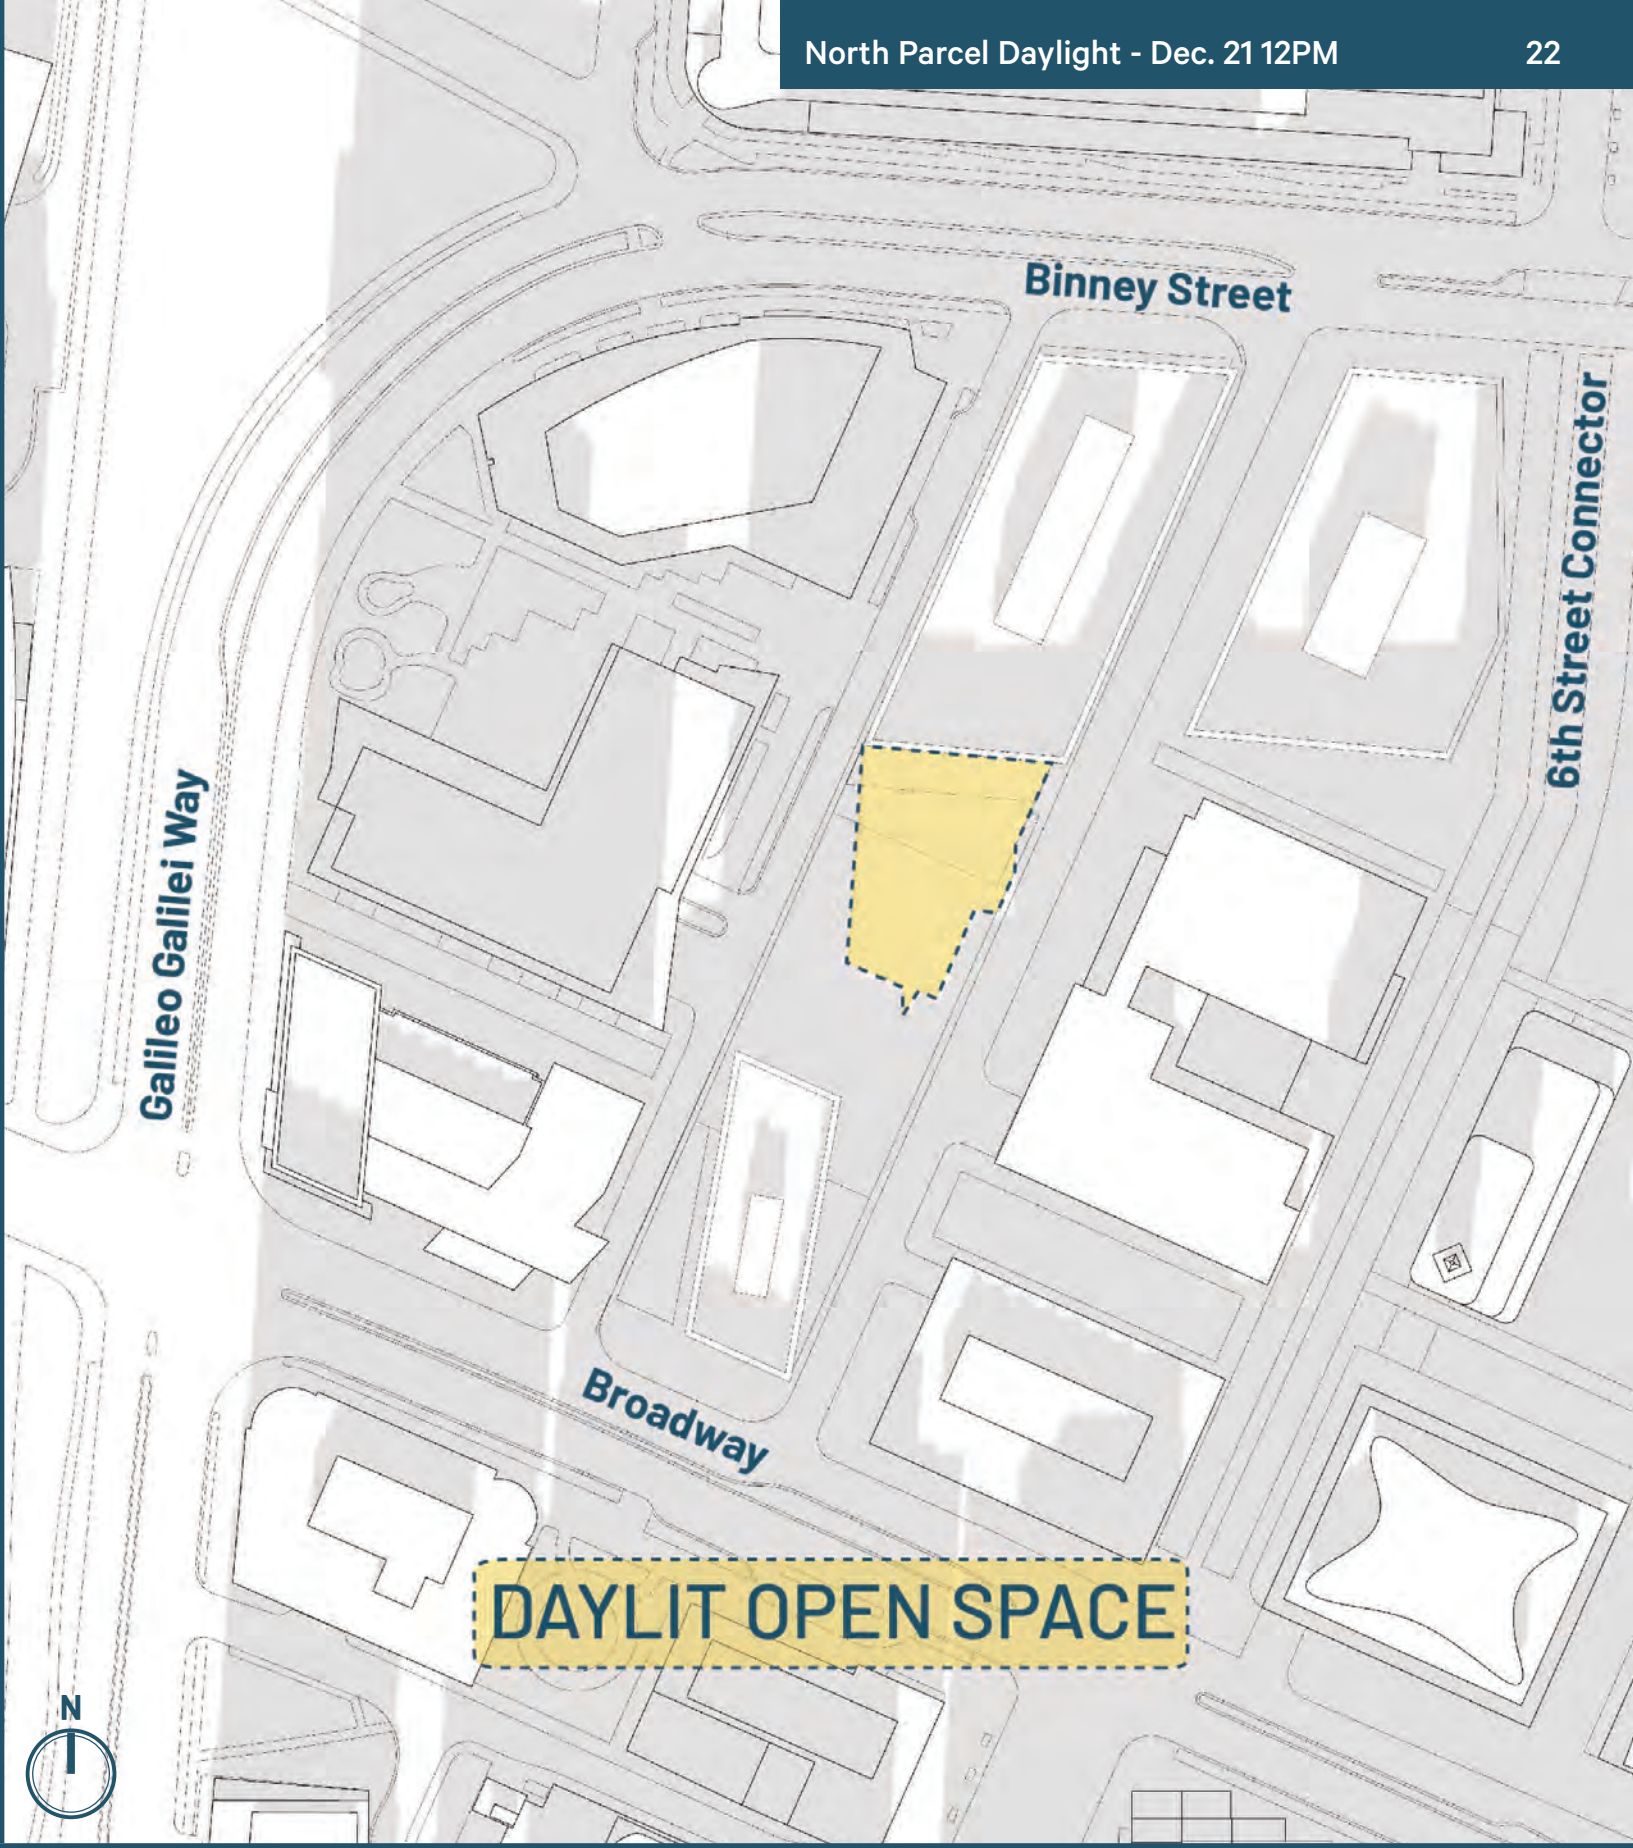 North Parcel Daylight - Dec. 21 12PM
22
Binney Street
6th Street Connector
Galileo Galilei Way
Broadway
DAYLIT OPEN SPACE
N